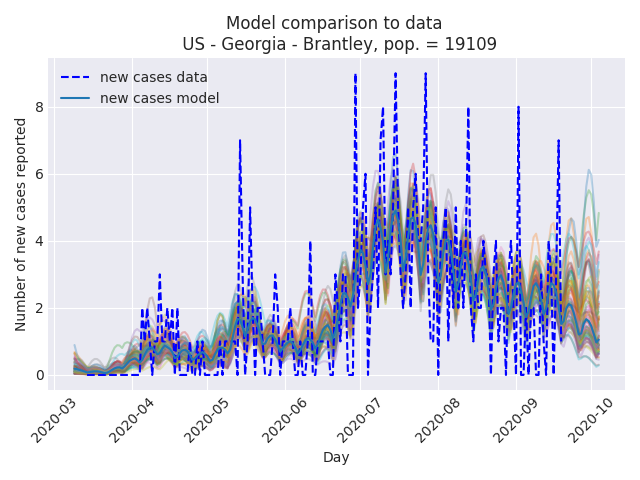 Model comparison to data
US - Georgia - Brantley, pop. = 19109
new cases data
new cases model
Number of new cases reported
8
6
4
2
0
2020-03
2020-04
2020-05
2020-06
2020-07
2020-08
2020-09
2020-10
Day